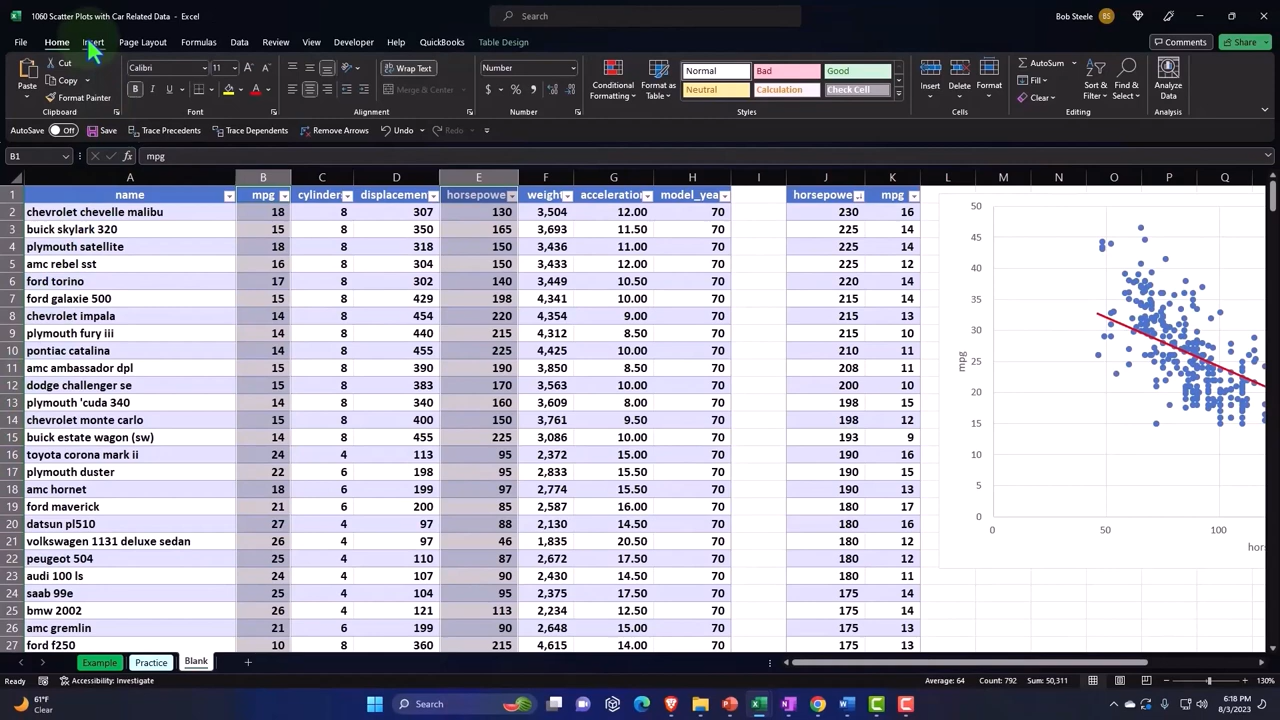 1060 Scatter Plots with Car Related Data - Excel
Search
Bob Steele BS
File Home Insert Page Layout Formulas Data Review View Developer Help QuickBooks Table Design
Comments Share
Paste Cut Copy Format Painter Clipboard
Calibri 11 Font
Wrap Text Merge & Center Alignment
Number Number
Conditional Formatting Format as Table
Normal Bad Good
Neutral Calculation Check Cell
Styles
Insert Delete Format Cells
AutoSum Fill Clear Sort & Filter Find & Select Editing
Analyze Data Analysis
AutoSave Off Save Trace Precedents Trace Dependents Remove Arrows Undo Redo
B1 fx mpg
A B C D E F G H I J K L M N O P Q
1 name mpg cylinder displacemen horsepowe weight acceleration model_yea horsepowe mpg
2 chevrolet chevelle malibu 18 8 307 130 3,504 12.00 70 230 16
3 buick skylark 320 15 8 350 165 3,693 11.50 70 225 14
4 plymouth satellite 18 8 318 150 3,436 11.00 70 225 14
5 amc rebel sst 16 8 304 150 3,433 12.00 70 225 12
6 ford torino 17 8 302 140 3,449 10.50 70 220 14
7 ford galaxie 500 15 8 429 198 4,341 10.00 70 215 14
8 chevrolet impala 14 8 454 220 4,354 9.00 70 215 13
9 plymouth fury iii 14 8 440 215 4,312 8.50 70 215 10
10 pontiac catalina 14 8 455 225 4,425 10.00 70 210 11
11 amc ambassador dpl 15 8 390 190 3,850 8.50 70 208 11
12 dodge challenger se 15 8 383 170 3,563 10.00 70 200 10
13 plymouth 'cuda 340 14 8 340 160 3,609 8.00 70 198 15
14 chevrolet monte carlo 15 8 400 150 3,761 9.50 70 198 12
15 buick estate wagon (sw) 14 8 455 225 3,086 10.00 70 193 9
16 toyota corona mark ii 24 4 113 95 2,372 15.00 70 190 16
17 plymouth duster 22 6 198 95 2,833 15.50 70 190 15
18 amc hornet 18 6 199 97 2,774 15.50 70 190 13
19 ford maverick 21 6 200 85 2,587 16.00 70 180 17
20 datsun pl510 27 4 97 88 2,130 14.50 70 180 16
21 volkswagen 1131 deluxe sedan 26 4 97 46 1,835 20.50 70 180 12
22 peugeot 504 25 4 110 87 2,672 17.50 70 180 12
23 audi 100 ls 24 4 107 90 2,430 14.50 70 180 11
24 saab 99e 25 4 104 95 2,375 17.50 70 175 14
25 bmw 2002 26 4 121 113 2,234 12.50 70 175 14
26 amc gremlin 21 6 199 90 2,648 15.00 70 175 13
27 ford f250 10 8 360 215 4,615 14.00 70 175 13
50
45
40
35
30
25
20
15
10
5
0
mpg
0 50 100
hors
Example Practice Blank
Ready Accessibility: Investigate Average: 64 Count: 792 Sum: 50,311 130%
61°F
Clear
Search
6:18 PM
8/3/2023